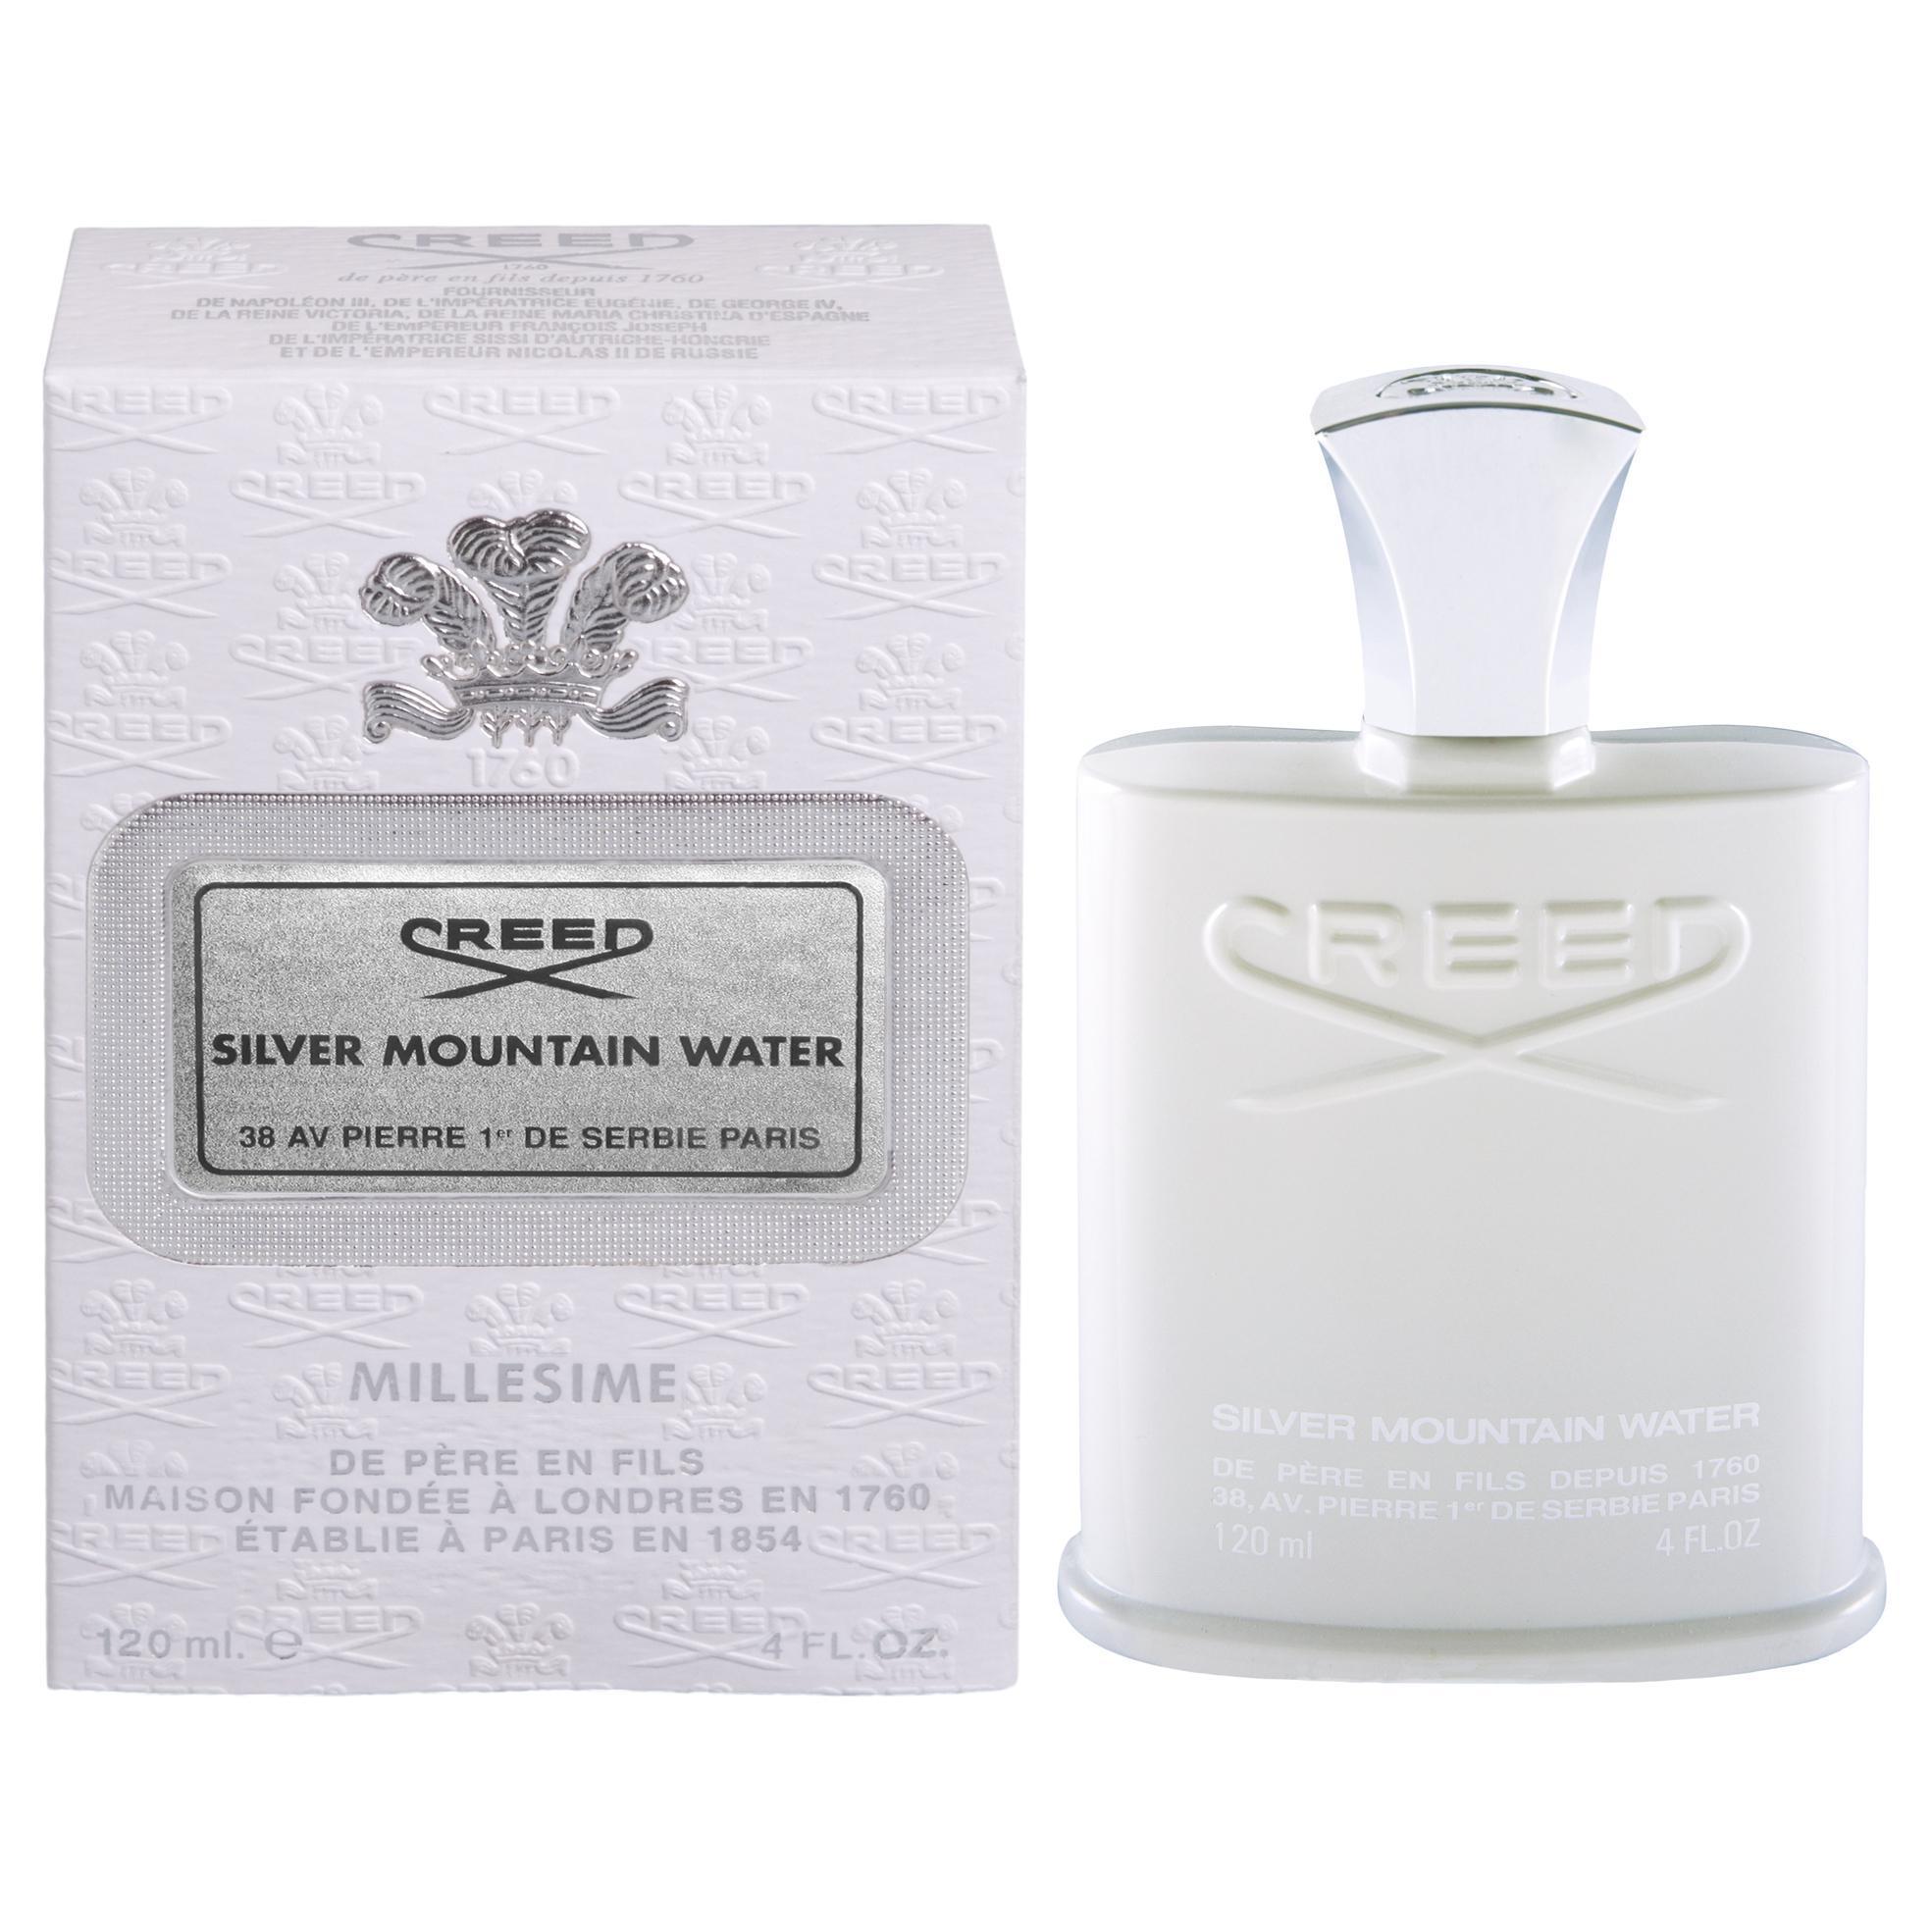 CREED
1760
de père en fils depuis 1760
FOURNISSEUR
DE NAPOLÉON III, DE L'IMPÉRATRICE EUGÉNIE, DE GEORGE IV,
DE LA REINE VICTORIA, DE LA REINE MARIA CHRISTINA D'ESPAGNE
DE L'EMPEREUR FRANÇOIS JOSEPH
DE L'IMPÉRATRICE SISSI D'AUTRICHE-HONGRIE
ET DE L'EMPEREUR NICOLAS II DE RUSSIE
1760
CREED
SILVER MOUNTAIN WATER
38 AV PIERRE 1er DE SERBIE PARIS
MILLESIME
DE PÈRE EN FILS
MAISON FONDÉE À LONDRES EN 1760
ÉTABLIE À PARIS EN 1854
120 ml. e 4 FL.OZ.
CREED
SILVER MOUNTAIN WATER
DE PÈRE EN FILS DEPUIS 1760
38, AV. PIERRE 1er DE SERBIE PARIS
120 ml 4 FL.OZ